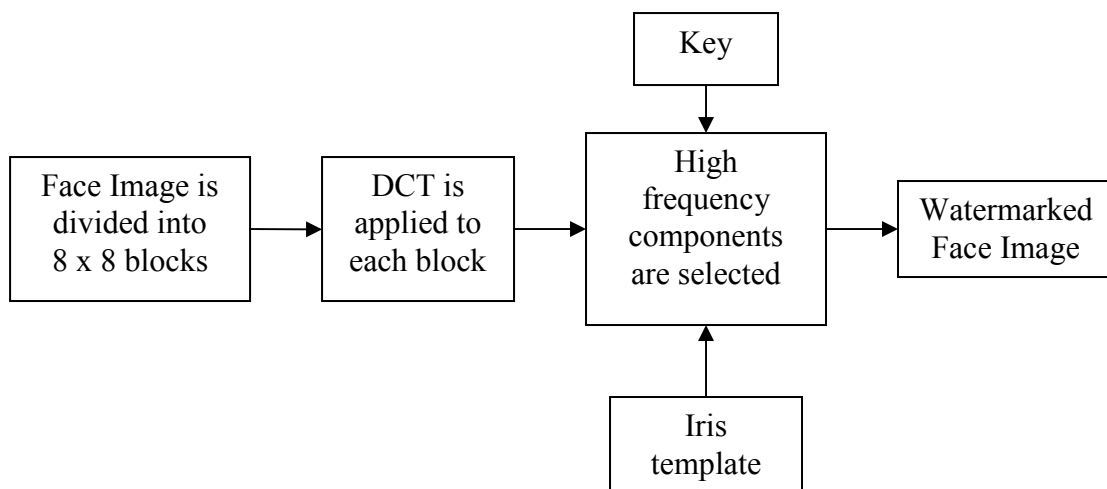 Key
Face Image is
divided into
8 x 8 blocks
DCT is
applied to
each block
High
frequency
components
are selected
Watermarked
Face Image
Iris
template